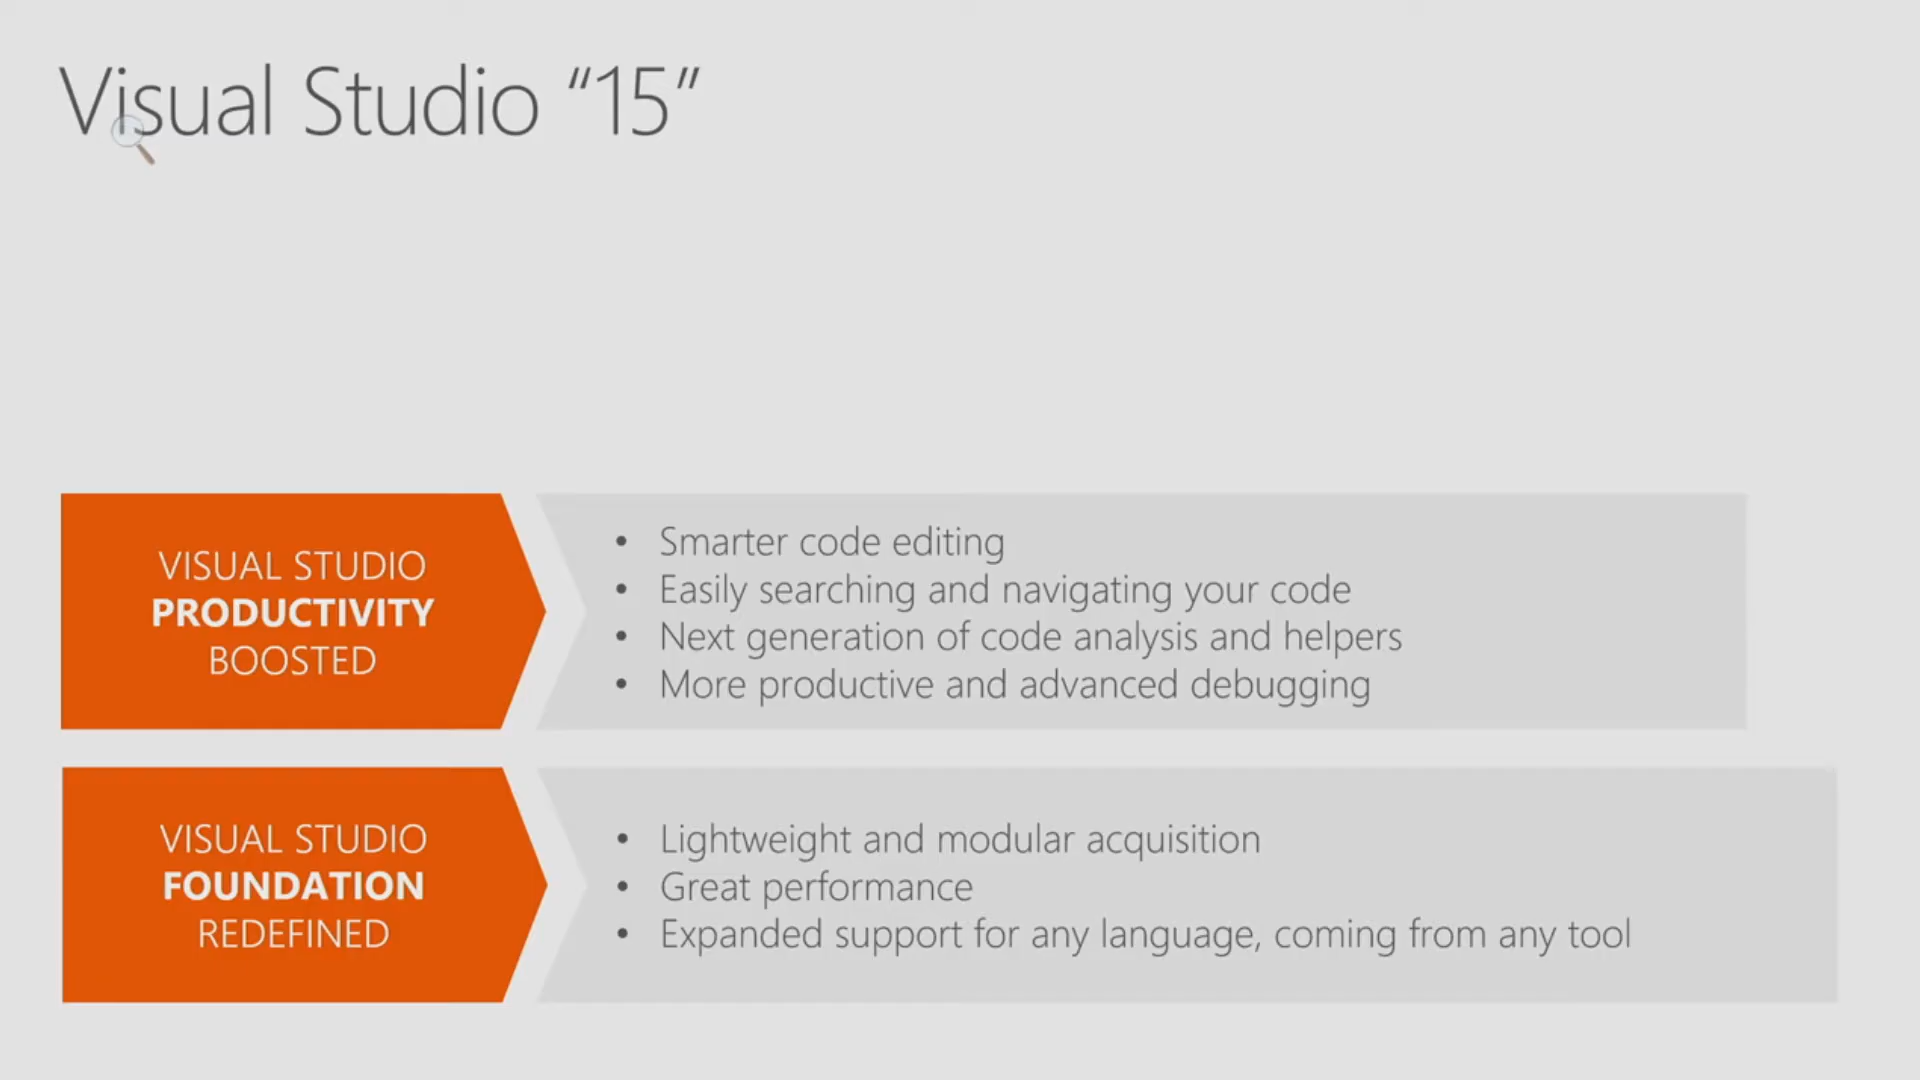 Visual Studio “15”
VISUAL STUDIO
PRODUCTIVITY
BOOSTED
• Smarter code editing
• Easily searching and navigating your code
• Next generation of code analysis and helpers
• More productive and advanced debugging
VISUAL STUDIO
FOUNDATION
REDEFINED
• Lightweight and modular acquisition
• Great performance
• Expanded support for any language, coming from any tool